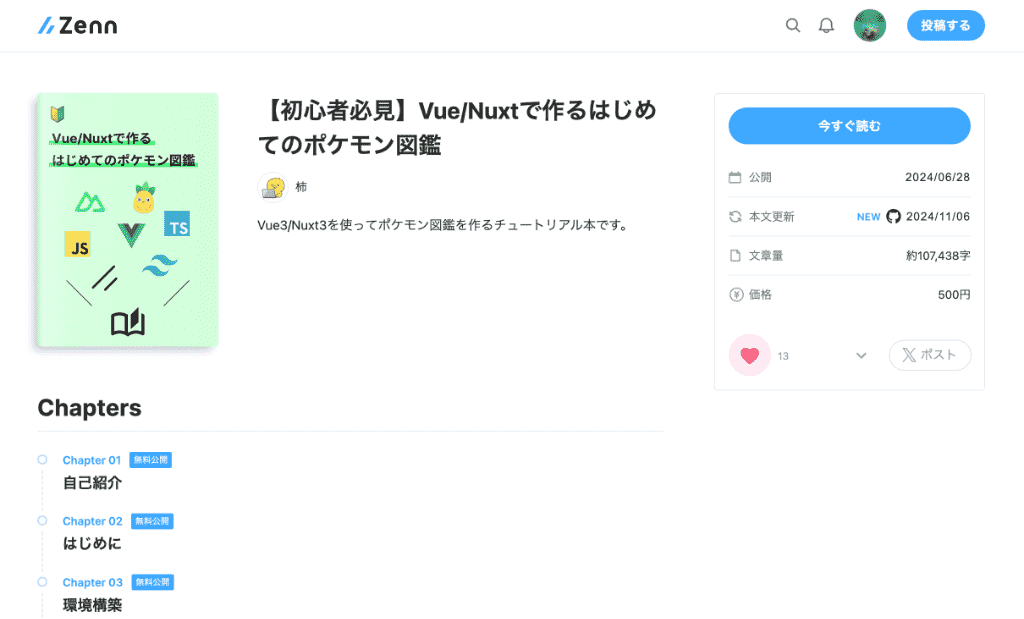 Zenn
投稿する
Vue/Nuxtで作る
はじめてのポケモン図鑑
TS
JS
【初心者必見】Vue/Nuxtで作るはじめ
てのポケモン図鑑
柿
Vue3/Nuxt3を使ってポケモン図鑑を作るチュートリアル本です。
今すぐ読む
公開 2024/06/28
本文更新 NEW 2024/11/06
文章量 約107,438字
価格 500円
13
ポスト
Chapters
Chapter 01 無料公開
自己紹介
Chapter 02 無料公開
はじめに
Chapter 03 無料公開
環境構築